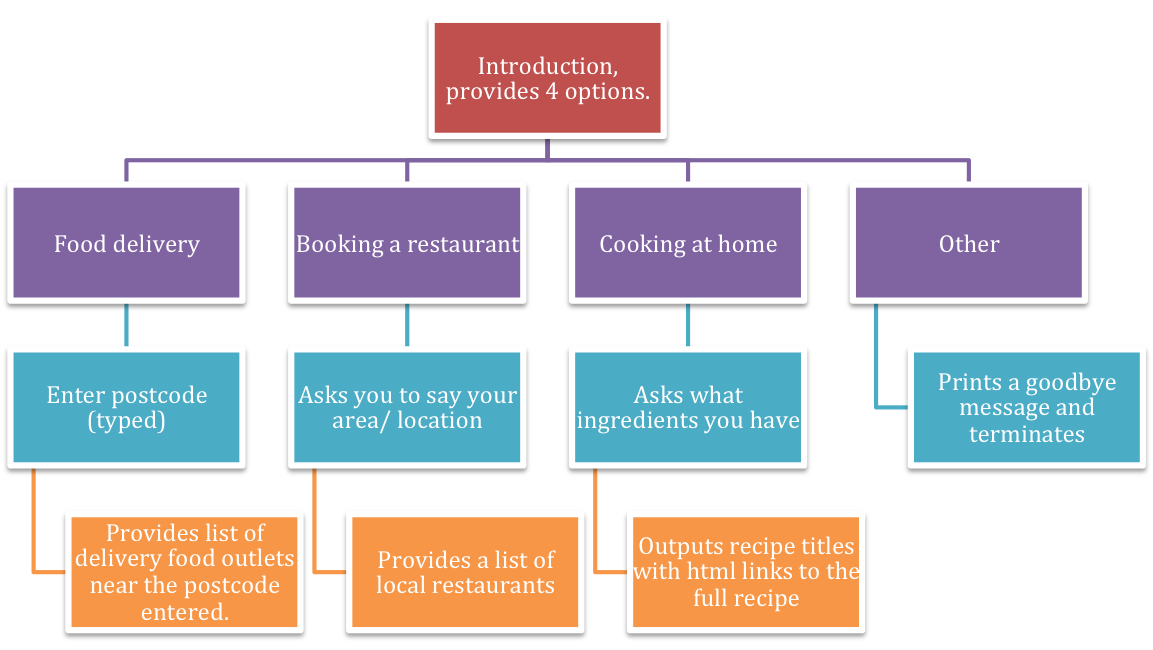 Introduction,
provides 4 options.
Food delivery
Booking a restaurant
Cooking at home
Other
Enter postcode
(typed)
Asks you to say your
area/ location
Asks what
ingredients you have
Prints a goodbye
message and
terminates
Provides list of
delivery food outlets
near the postcode
entered.
Provides a list of
local restaurants
Outputs recipe titles
with html links to the
full recipe